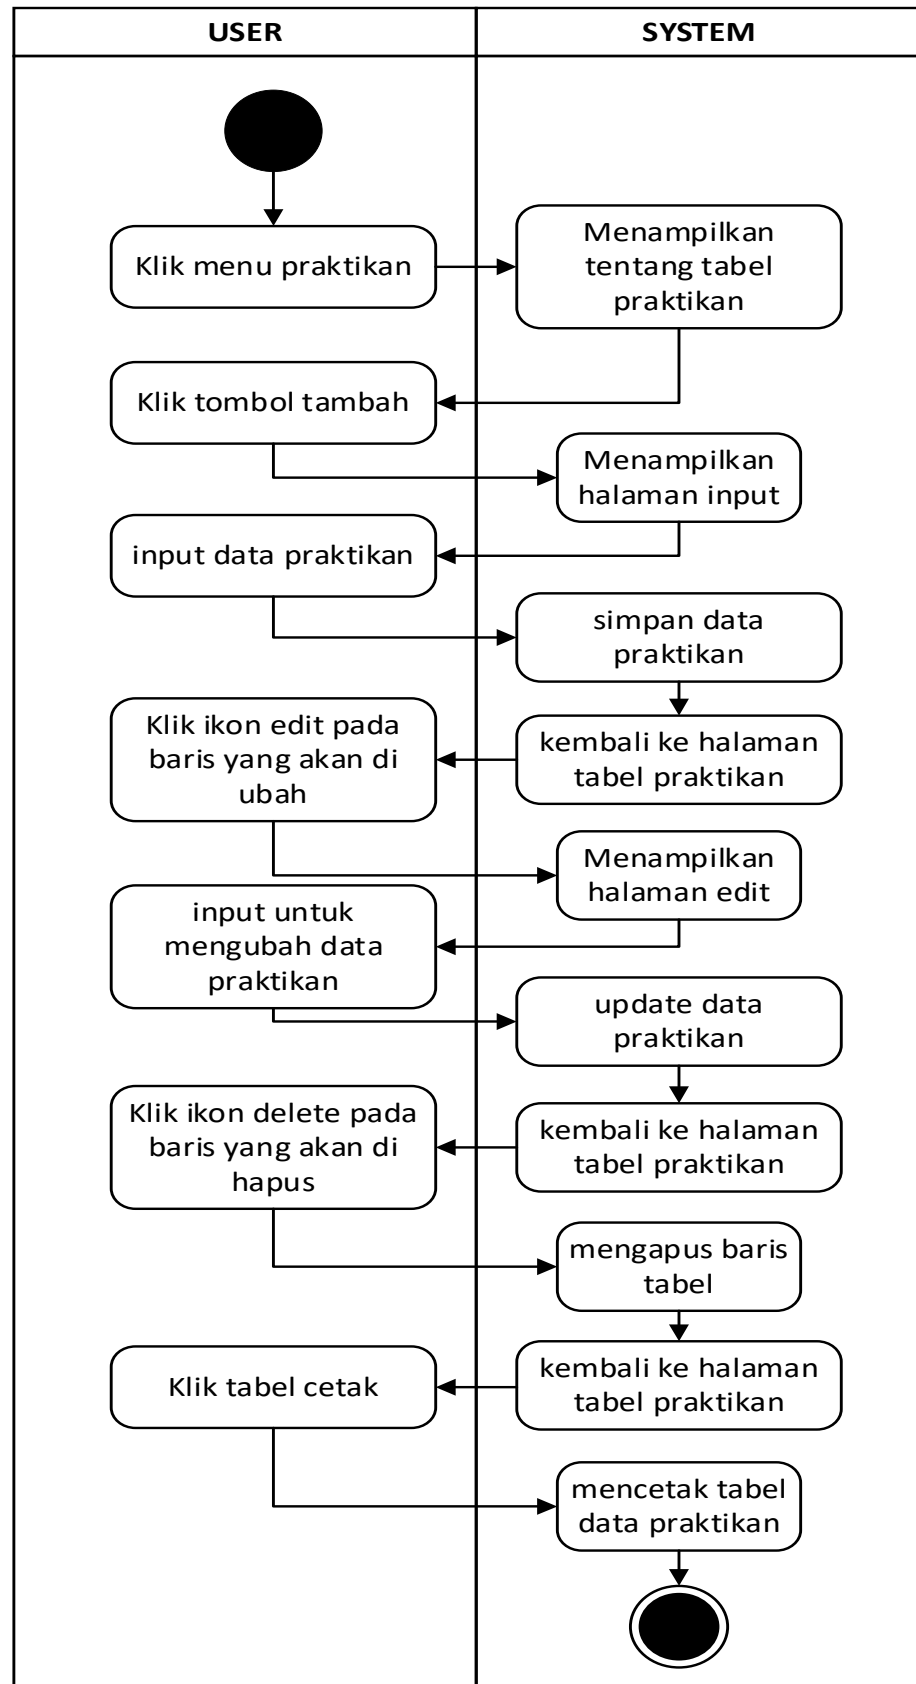 USER
SYSTEM
Klik menu praktikan
Menampilkan
tentang tabel
praktikan
Klik tombol tambah
Menampilkan
halaman input
input data praktikan
simpan data
praktikan
kembali ke halaman
tabel praktikan
Klik ikon edit pada
baris yang akan di
ubah
Menampilkan
halaman edit
input untuk
mengubah data
praktikan
update data
praktikan
kembali ke halaman
tabel praktikan
Klik ikon delete pada
baris yang akan di
hapus
mengapus baris
tabel
kembali ke halaman
tabel praktikan
Klik tabel cetak
mencetak tabel
data praktikan